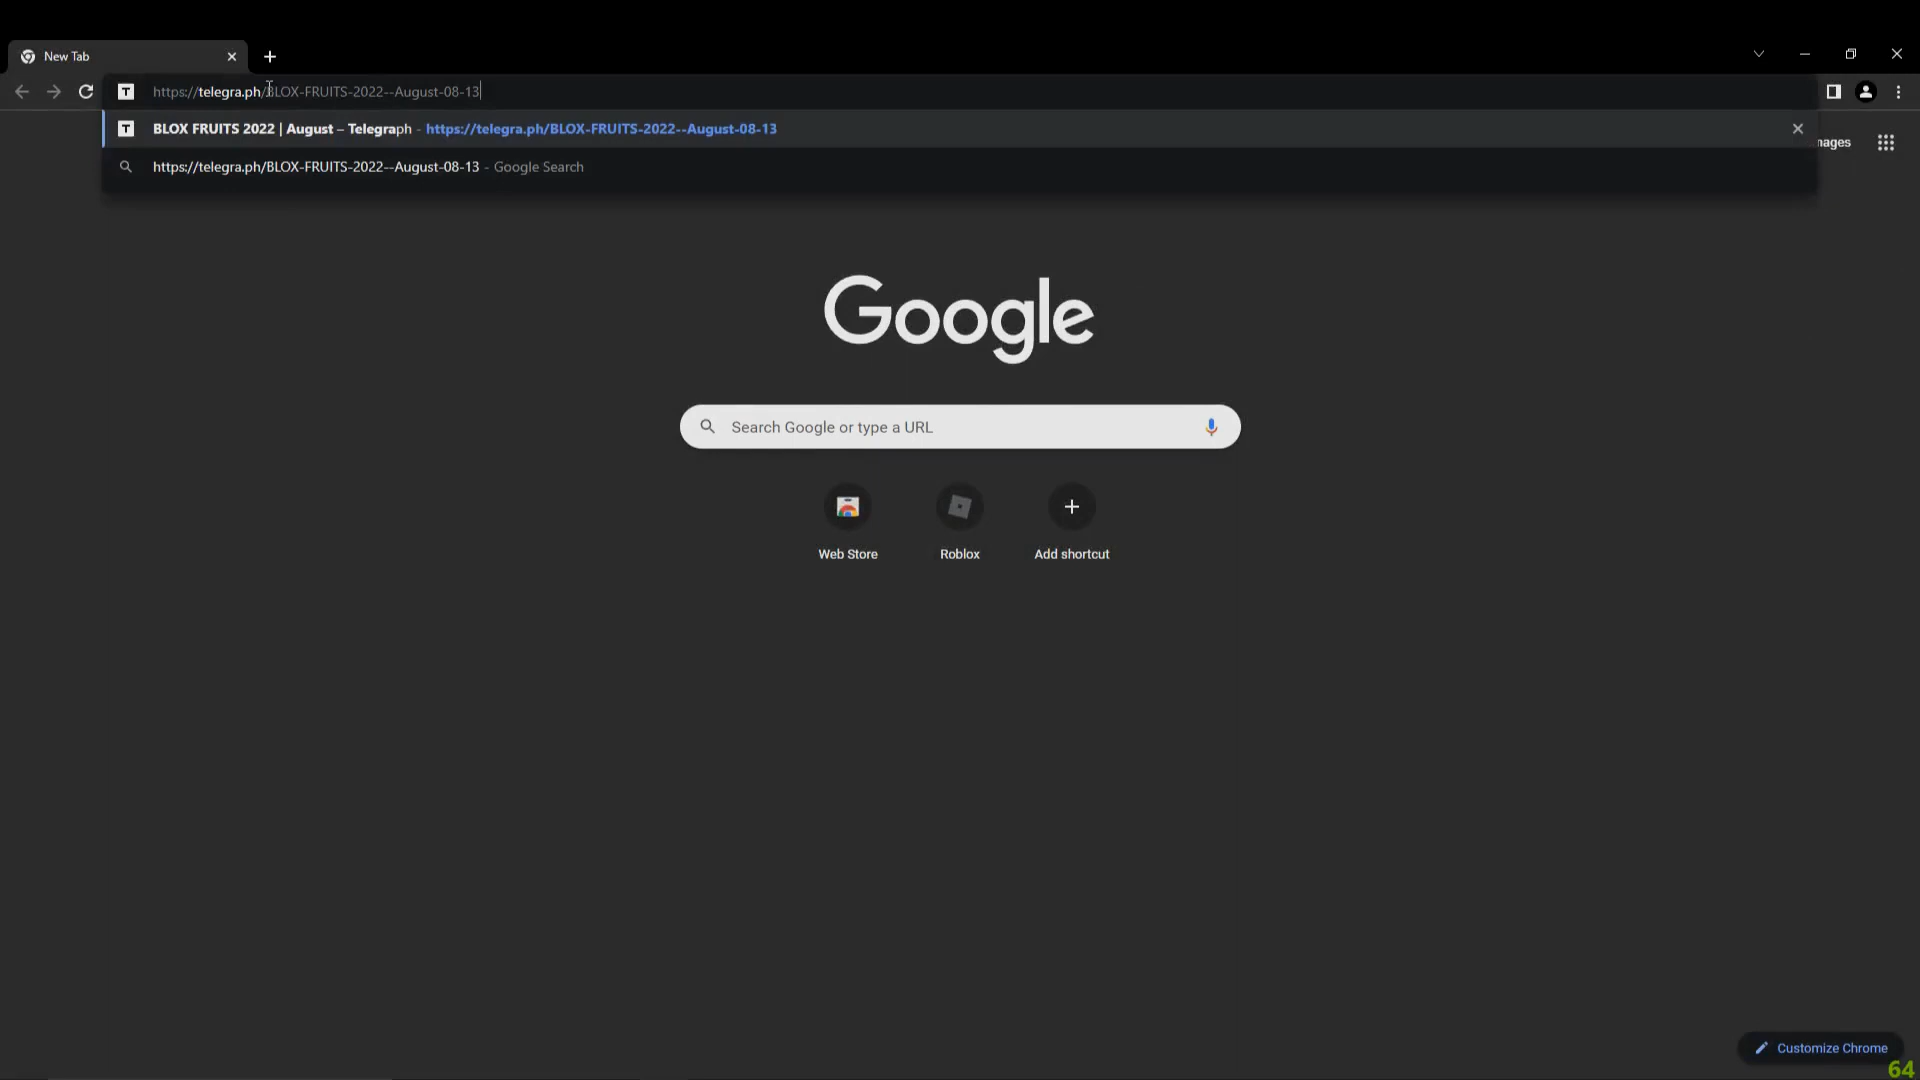 New Tab
https://telegra.ph/BLOX-FRUITS-2022--August-08-13
BLOX FRUITS 2022 | August – Telegraph - https://telegra.ph/BLOX-FRUITS-2022--August-08-13
https://telegra.ph/BLOX-FRUITS-2022--August-08-13 - Google Search
Google
Search Google or type a URL
Web Store
Roblox
Add shortcut
Customize Chrome
64